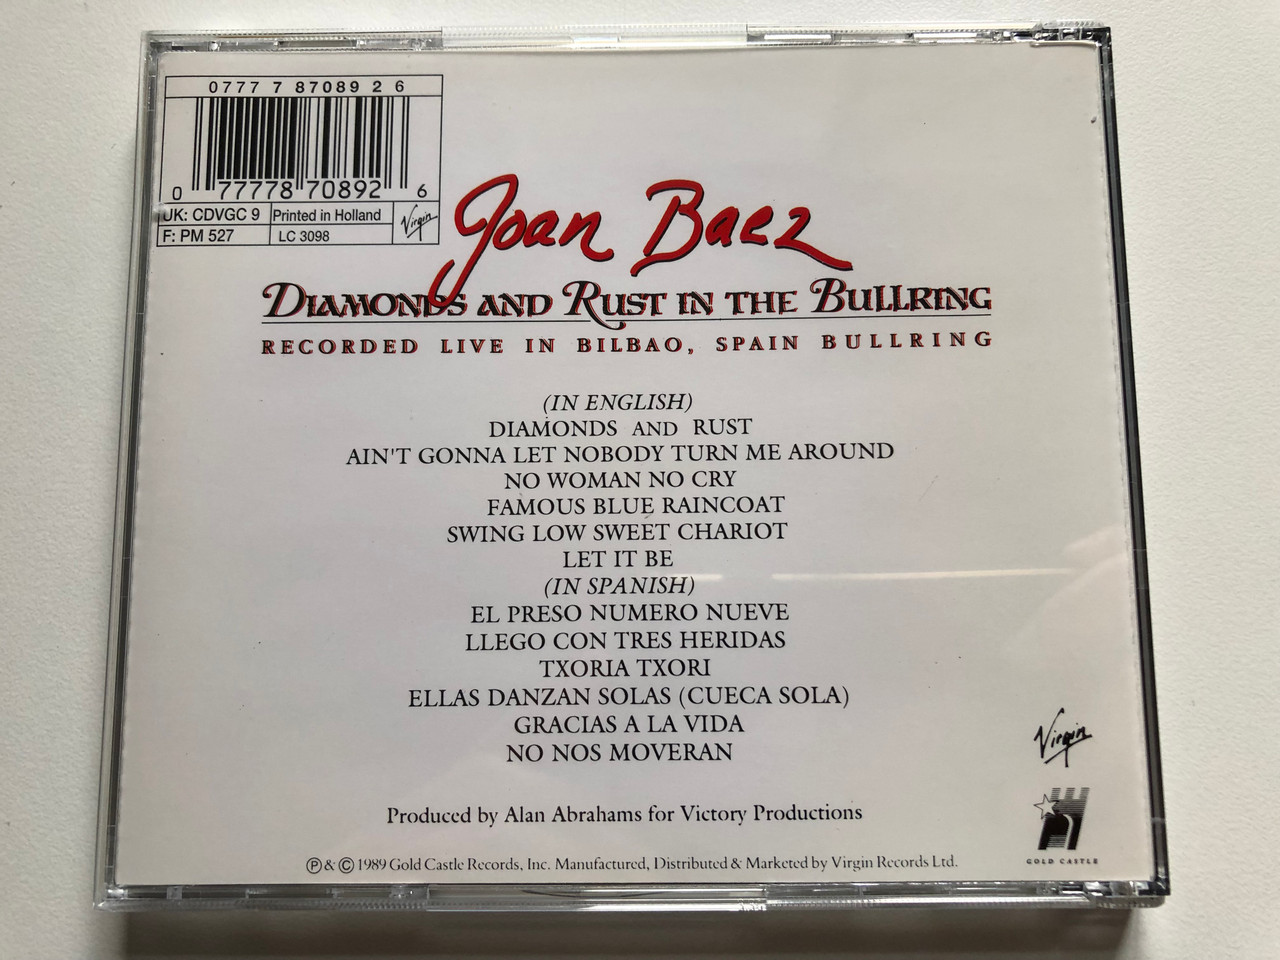 0777 7 87089 2 6
0 77778 70892 6
UK: CDVGC 9 Printed in Holland Virgin
F: PM 527 LC 3098
Joan Baez
DIAMONDS AND RUST IN THE BULLRING
RECORDED LIVE IN BILBAO, SPAIN BULLRING
(IN ENGLISH)
DIAMONDS AND RUST
AIN'T GONNA LET NOBODY TURN ME AROUND
NO WOMAN NO CRY
FAMOUS BLUE RAINCOAT
SWING LOW SWEET CHARIOT
LET IT BE
(IN SPANISH)
EL PRESO NUMERO NUEVE
LLEGO CON TRES HERIDAS
TXORIA TXORI
ELLAS DANZAN SOLAS (CUECA SOLA)
GRACIAS A LA VIDA
NO NOS MOVERAN
Virgin
Produced by Alan Abrahams for Victory Productions
GOLD CASTLE
℗ & © 1989 Gold Castle Records, Inc. Manufactured, Distributed & Marketed by Virgin Records Ltd.